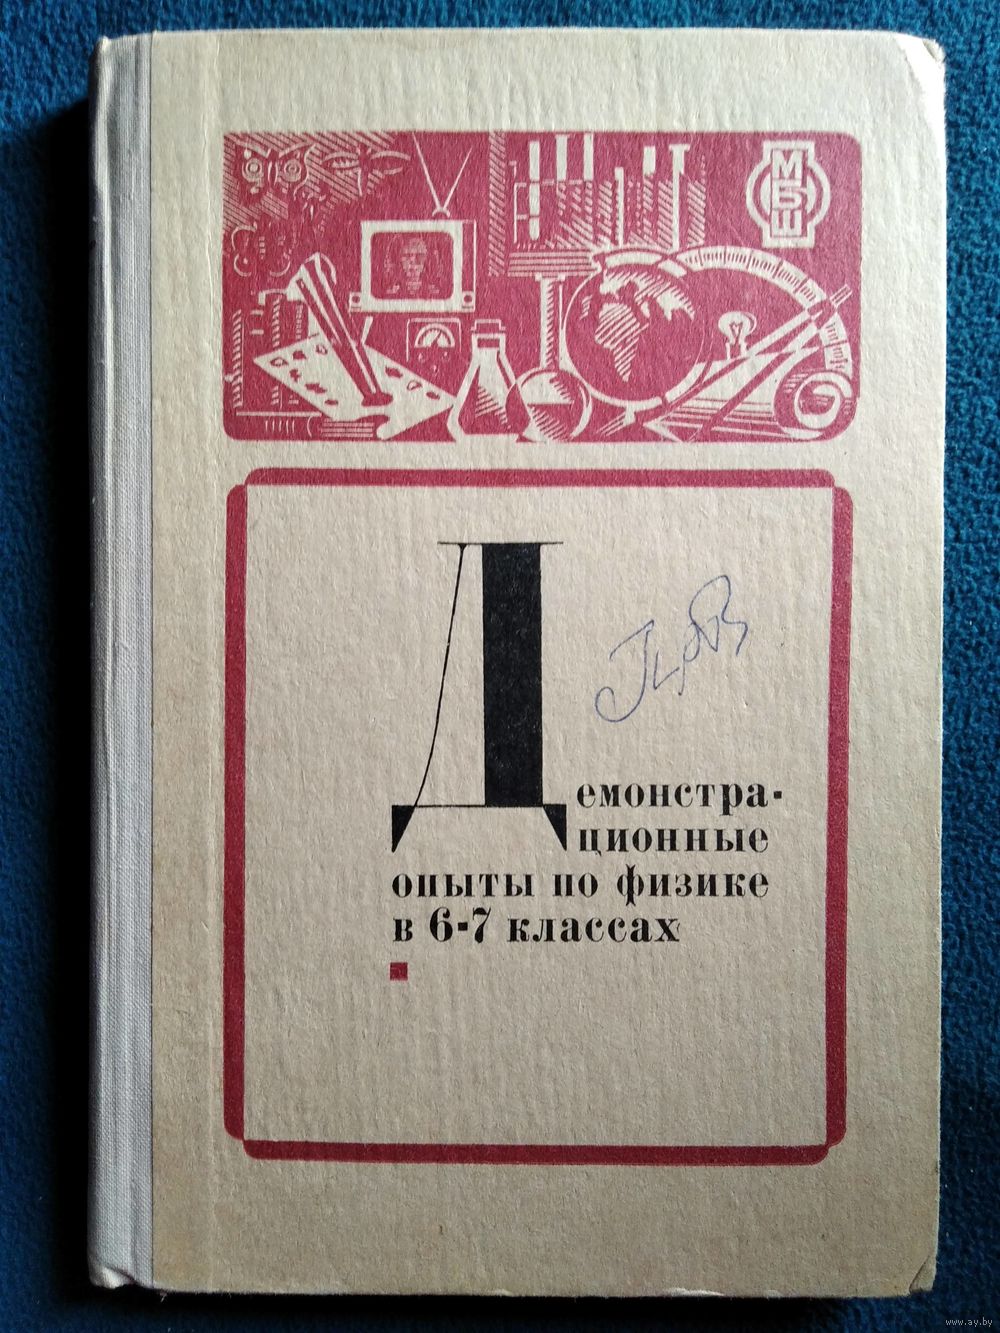 МБШ
Демонстра-
ционные
опыты по физике
в 6-7 классах
www.ay.by